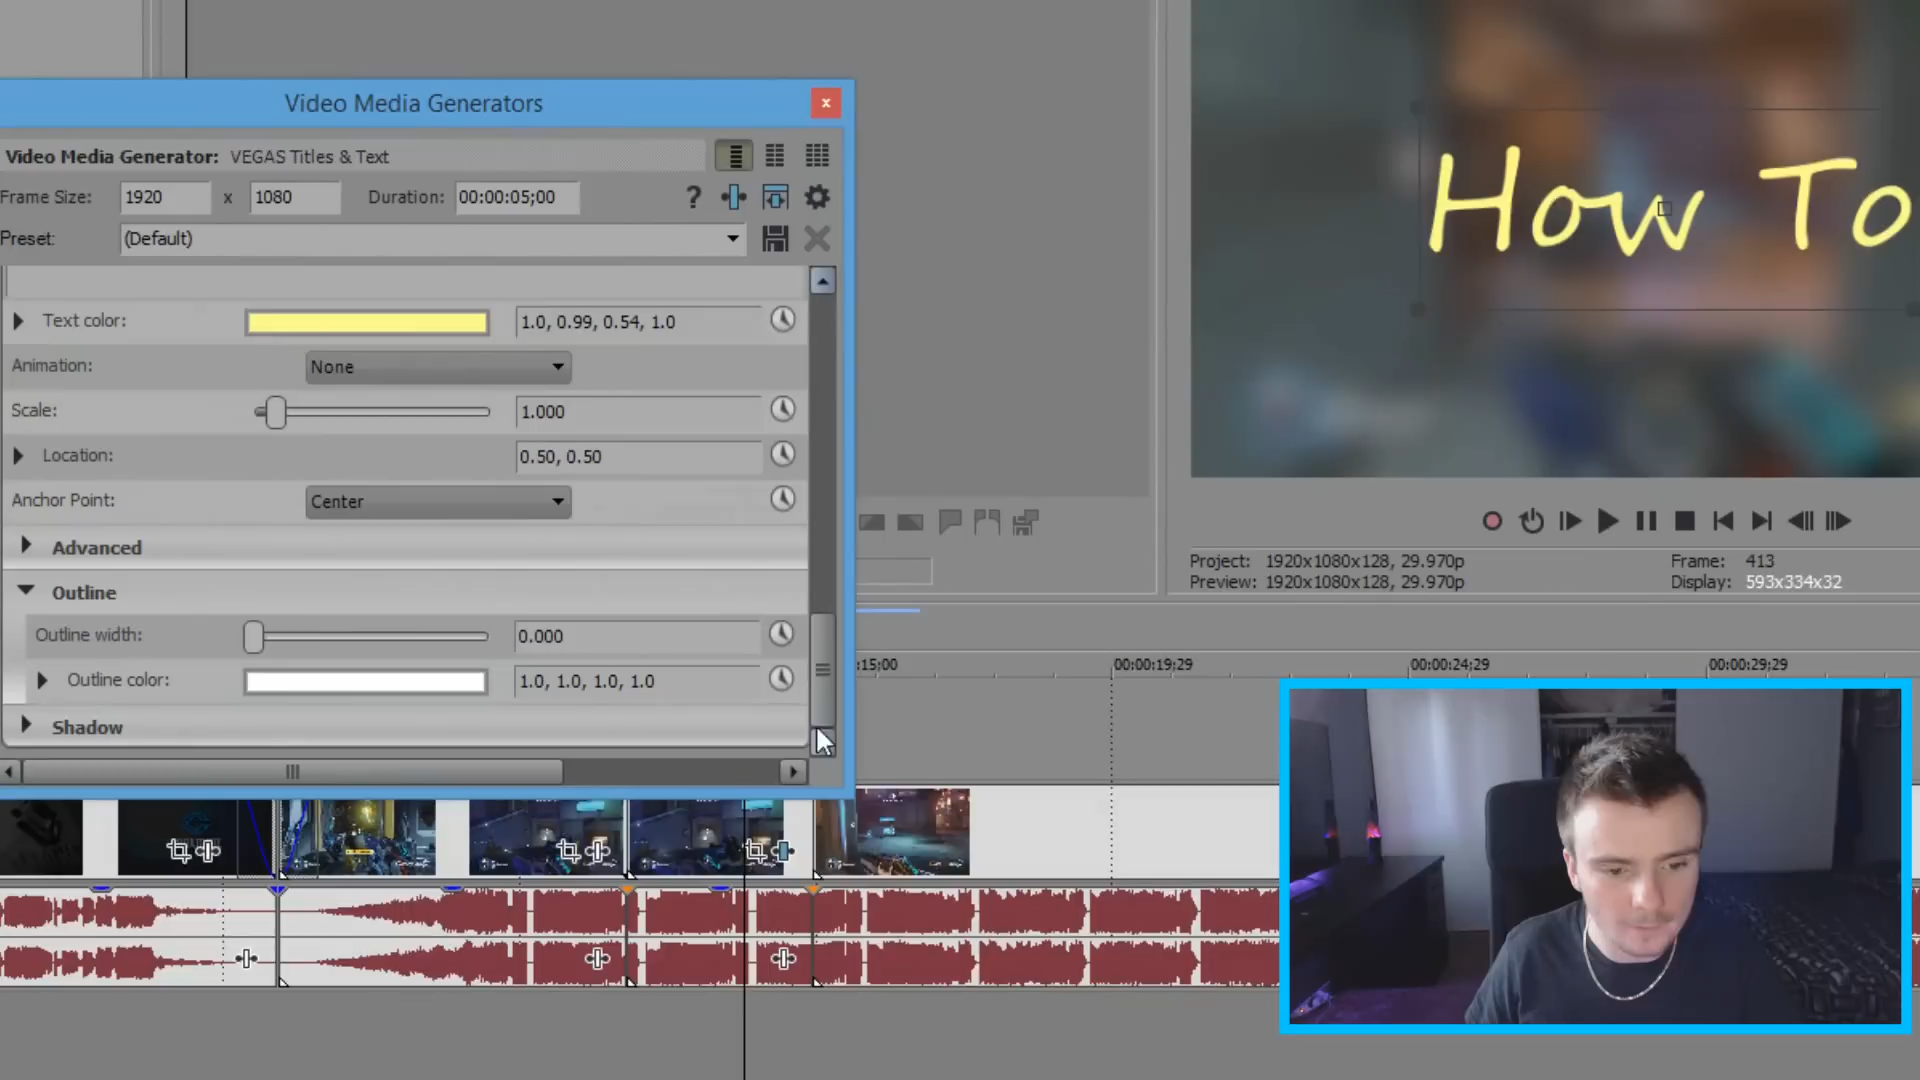 Video Media Generators
x
Video Media Generator: VEGAS Titles & Text
Frame Size: 1920 x 1080 Duration: 00:00:05;00 ?
Preset: (Default)
Text color: 1.0, 0.99, 0.54, 1.0
Animation: None
Scale: 1.000
Location: 0.50, 0.50
Anchor Point: Center
Advanced
Outline
Outline width: 0.000
Outline color: 1.0, 1.0, 1.0, 1.0
Shadow
How To
Project: 1920x1080x128, 29.970p Frame: 413
Preview: 1920x1080x128, 29.970p Display: 593x334x32
:15;00 00:00:19;29 00:00:24;29 00:00:29;29